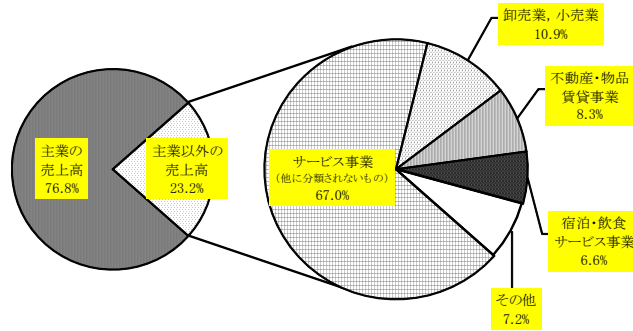 主業の
売上高
76.8%
主業以外の
売上高
23.2%
サービス事業
(他に分類されないもの)
67.0%
卸売業, 小売業
10.9%
不動産・物品
賃貸事業
8.3%
宿泊・飲食
サービス事業
6.6%
その他
7.2%